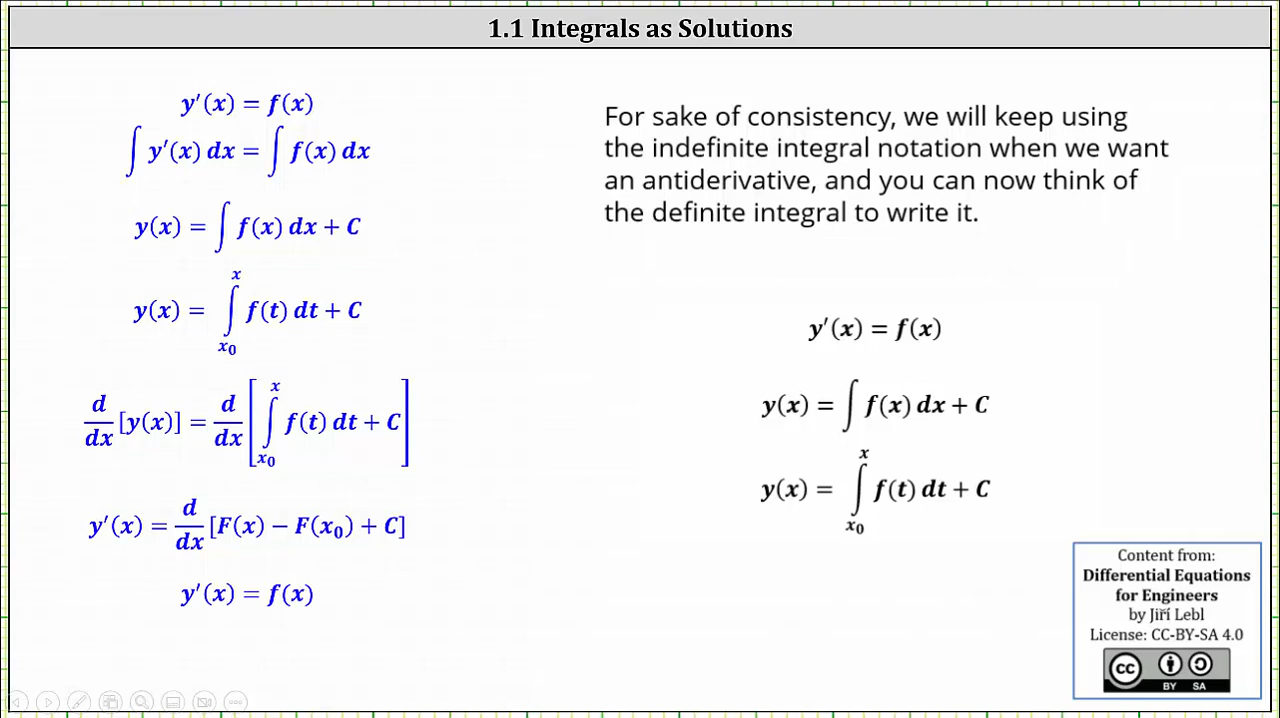 1.1 Integrals as Solutions
y′(x) = f(x)
∫ y′(x) dx = ∫ f(x) dx
y(x) = ∫ f(x) dx + C
y(x) = ∫_{x₀}^{x} f(t) dt + C
d/dx [y(x)] = d/dx [∫_{x₀}^{x} f(t) dt + C]
y′(x) = d/dx [F(x) − F(x₀) + C]
y′(x) = f(x)
For sake of consistency, we will keep using
the indefinite integral notation when we want
an antiderivative, and you can now think of
the definite integral to write it.
y′(x) = f(x)
y(x) = ∫ f(x) dx + C
y(x) = ∫_{x₀}^{x} f(t) dt + C
Content from:
Differential Equations
for Engineers
by Jiří Lebl
License: CC-BY-SA 4.0
cc
BY SA